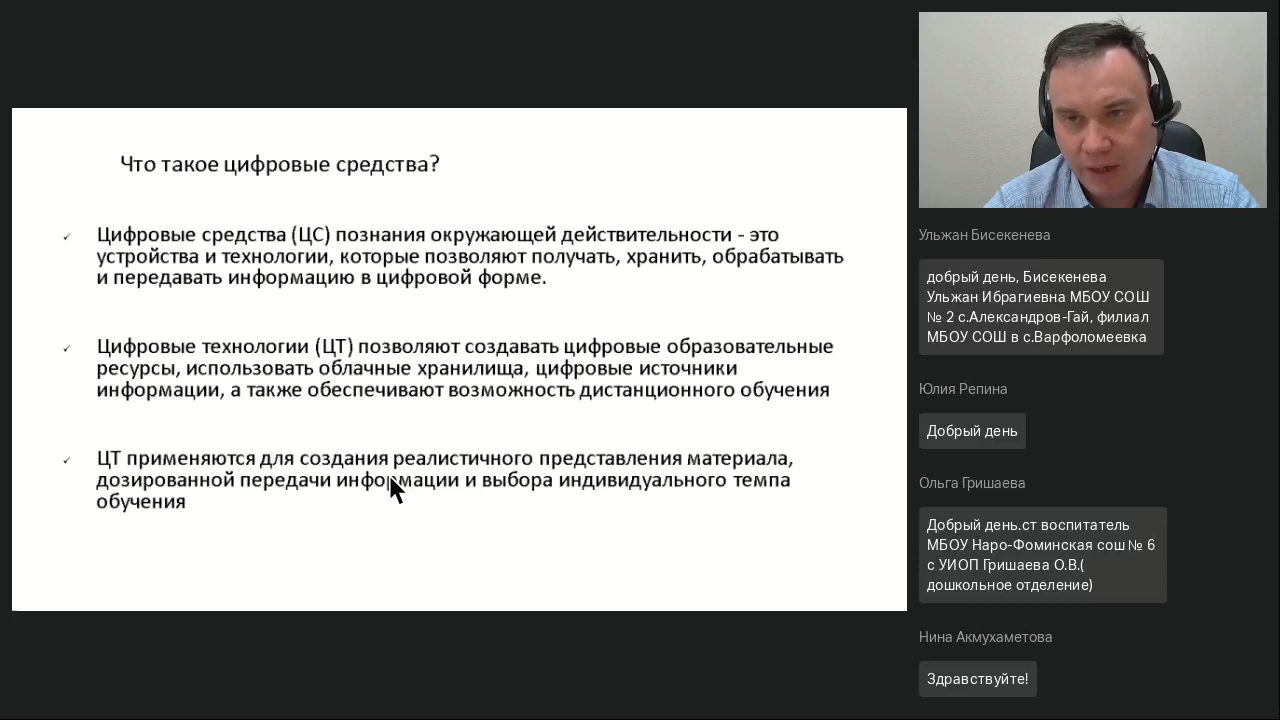 Что такое цифровые средства?
Цифровые средства (ЦС) познания окружающей действительности - это
устройства и технологии, которые позволяют получать, хранить, обрабатывать
и передавать информацию в цифровой форме.
Цифровые технологии (ЦТ) позволяют создавать цифровые образовательные
ресурсы, использовать облачные хранилища, цифровые источники
информации, а также обеспечивают возможность дистанционного обучения
ЦТ применяются для создания реалистичного представления материала,
дозированной передачи информации и выбора индивидуального темпа
обучения
Ульжан Бисекенева
добрый день, Бисекенева
Ульжан Ибрагиевна МБОУ СОШ
№ 2 с.Александров-Гай, филиал
МБОУ СОШ в с.Варфоломеевка
Юлия Репина
Добрый день
Ольга Гришаева
Добрый день.ст воспитатель
МБОУ Наро-Фоминская сош № 6
с УИОП Гришаева О.В.(
дошкольное отделение)
Нина Акмухаметова
Здравствуйте!